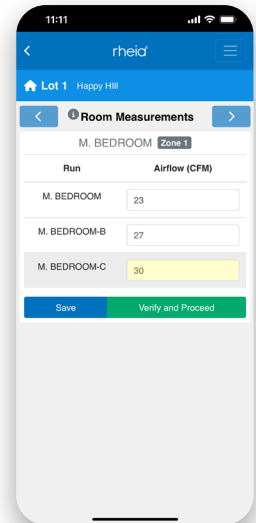 11:11
rheia
Lot 1 Happy Hill
Room Measurements
M. BEDROOM Zone 1
Run Airflow (CFM)
M. BEDROOM 23
M. BEDROOM-B 27
M. BEDROOM-C 30
Save Verify and Proceed